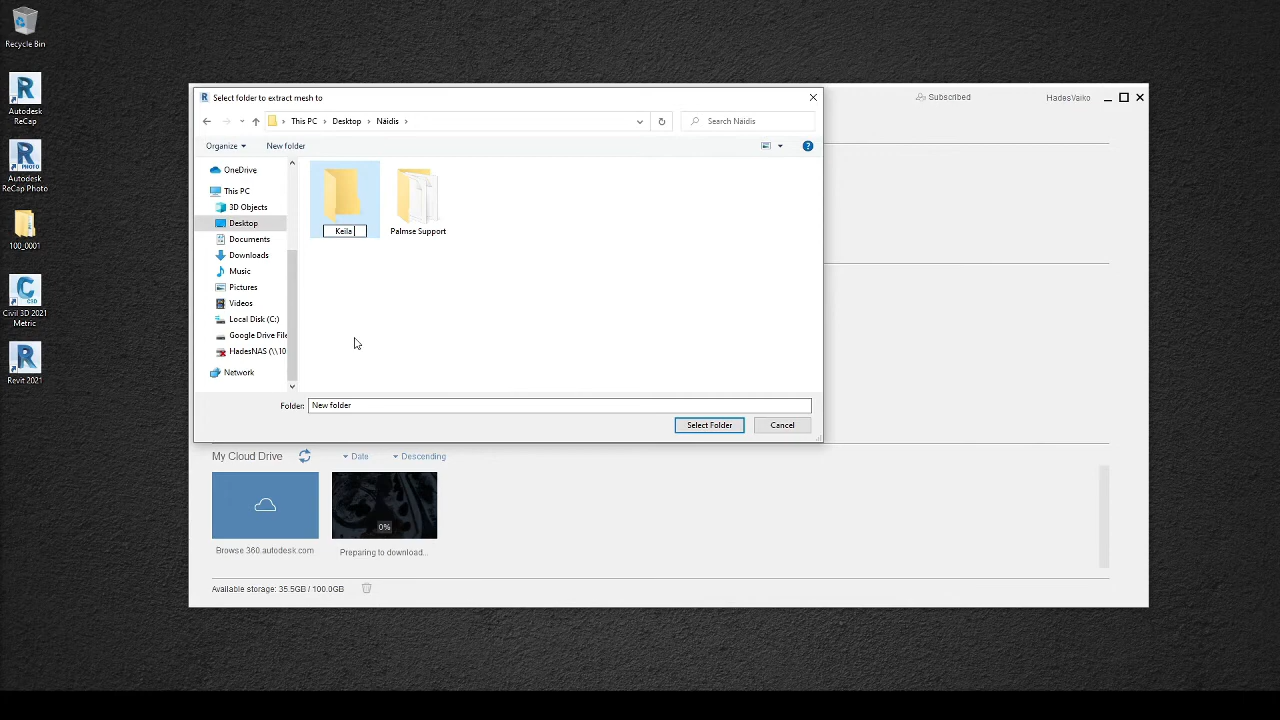 Recycle Bin
Autodesk
ReCap
Autodesk
ReCap Photo
100_0001
Civil 3D 2021
Metric
Revit 2021
Select folder to extract mesh to
This PC > Desktop > Näidis >
Search Näidis
Organize
New folder
OneDrive
This PC
3D Objects
Desktop
Documents
Downloads
Music
Pictures
Videos
Local Disk (C:)
Google Drive File
HadesNAS (\\10
Network
Keila
Palmse Support
Folder: New folder
Select Folder
Cancel
Subscribed
HadesVaiko
My Cloud Drive
Date
Descending
0%
Browse 360.autodesk.com
Preparing to download...
Available storage: 35.5GB / 100.0GB